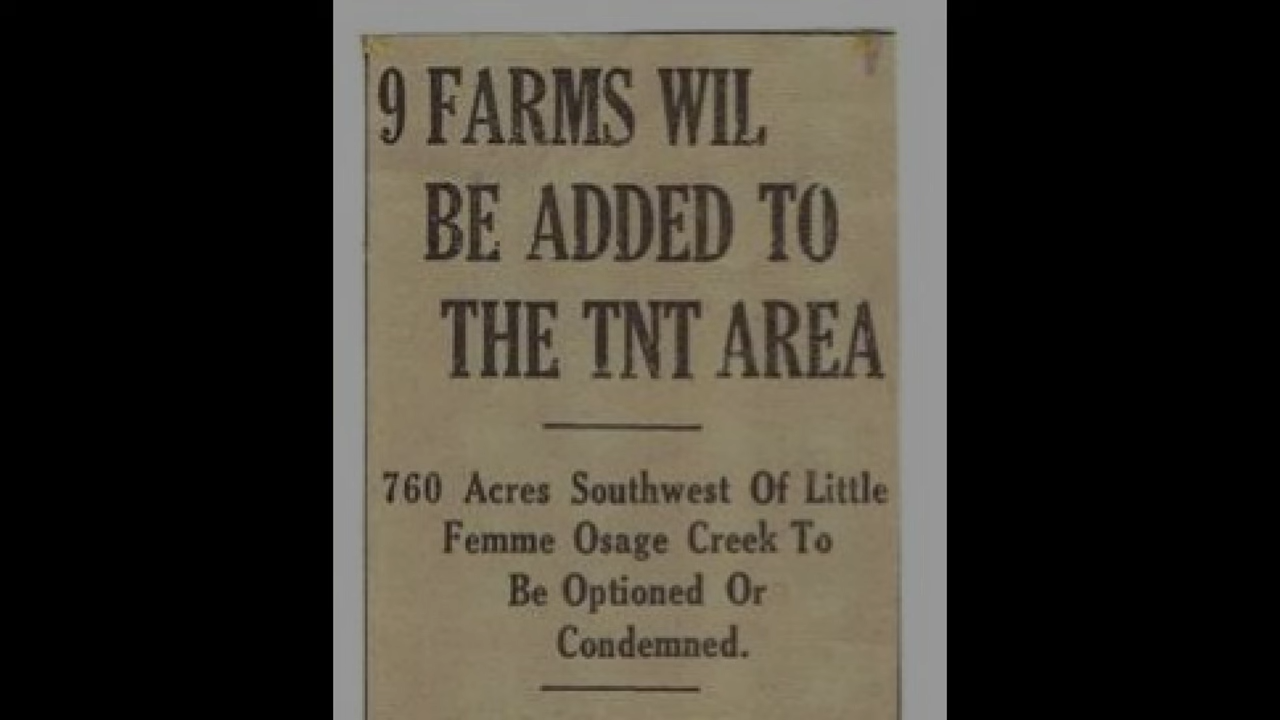 9 FARMS WIL
BE ADDED TO
THE TNT AREA
760 Acres Southwest Of Little
Femme Osage Creek To
Be Optioned Or
Condemned.